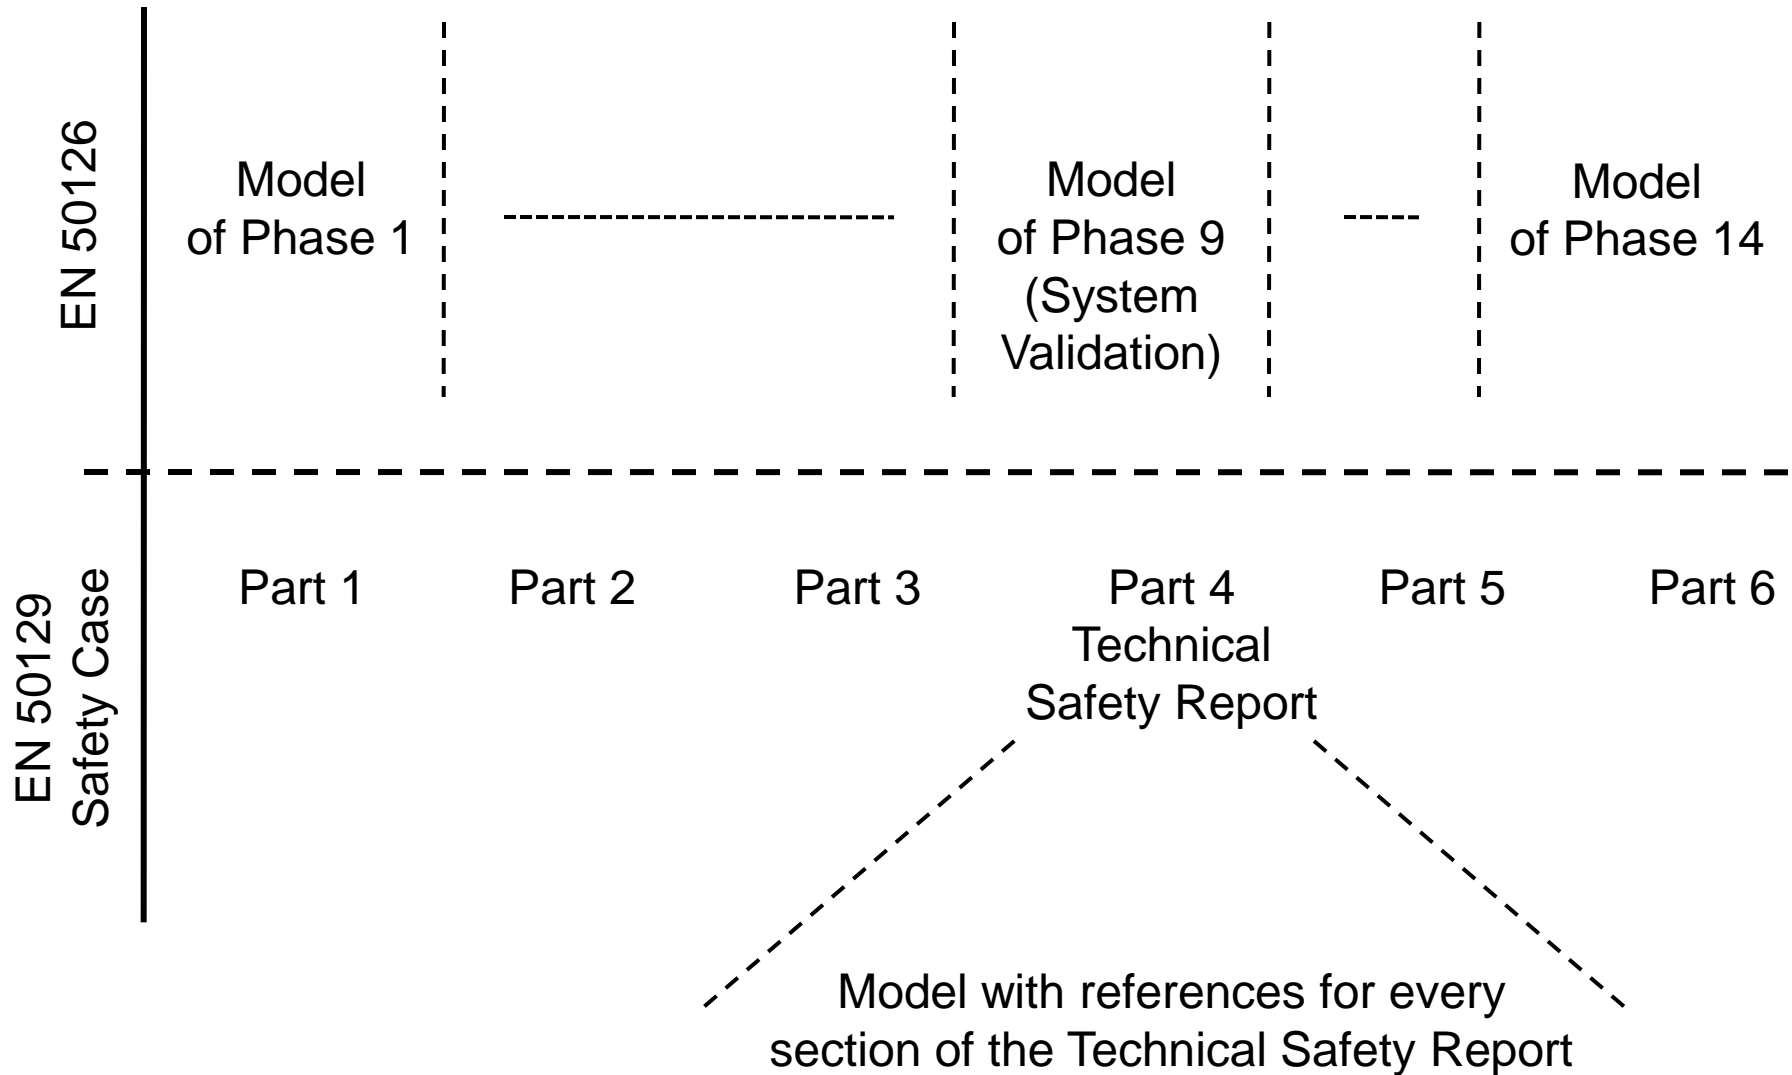 EN 50126
Model
of Phase 1
Model
of Phase 9
(System
Validation)
Model
of Phase 14
EN 50129
Safety Case
Part 1
Part 2
Part 3
Part 4
Technical
Safety Report
Part 5
Part 6
Model with references for every
section of the Technical Safety Report